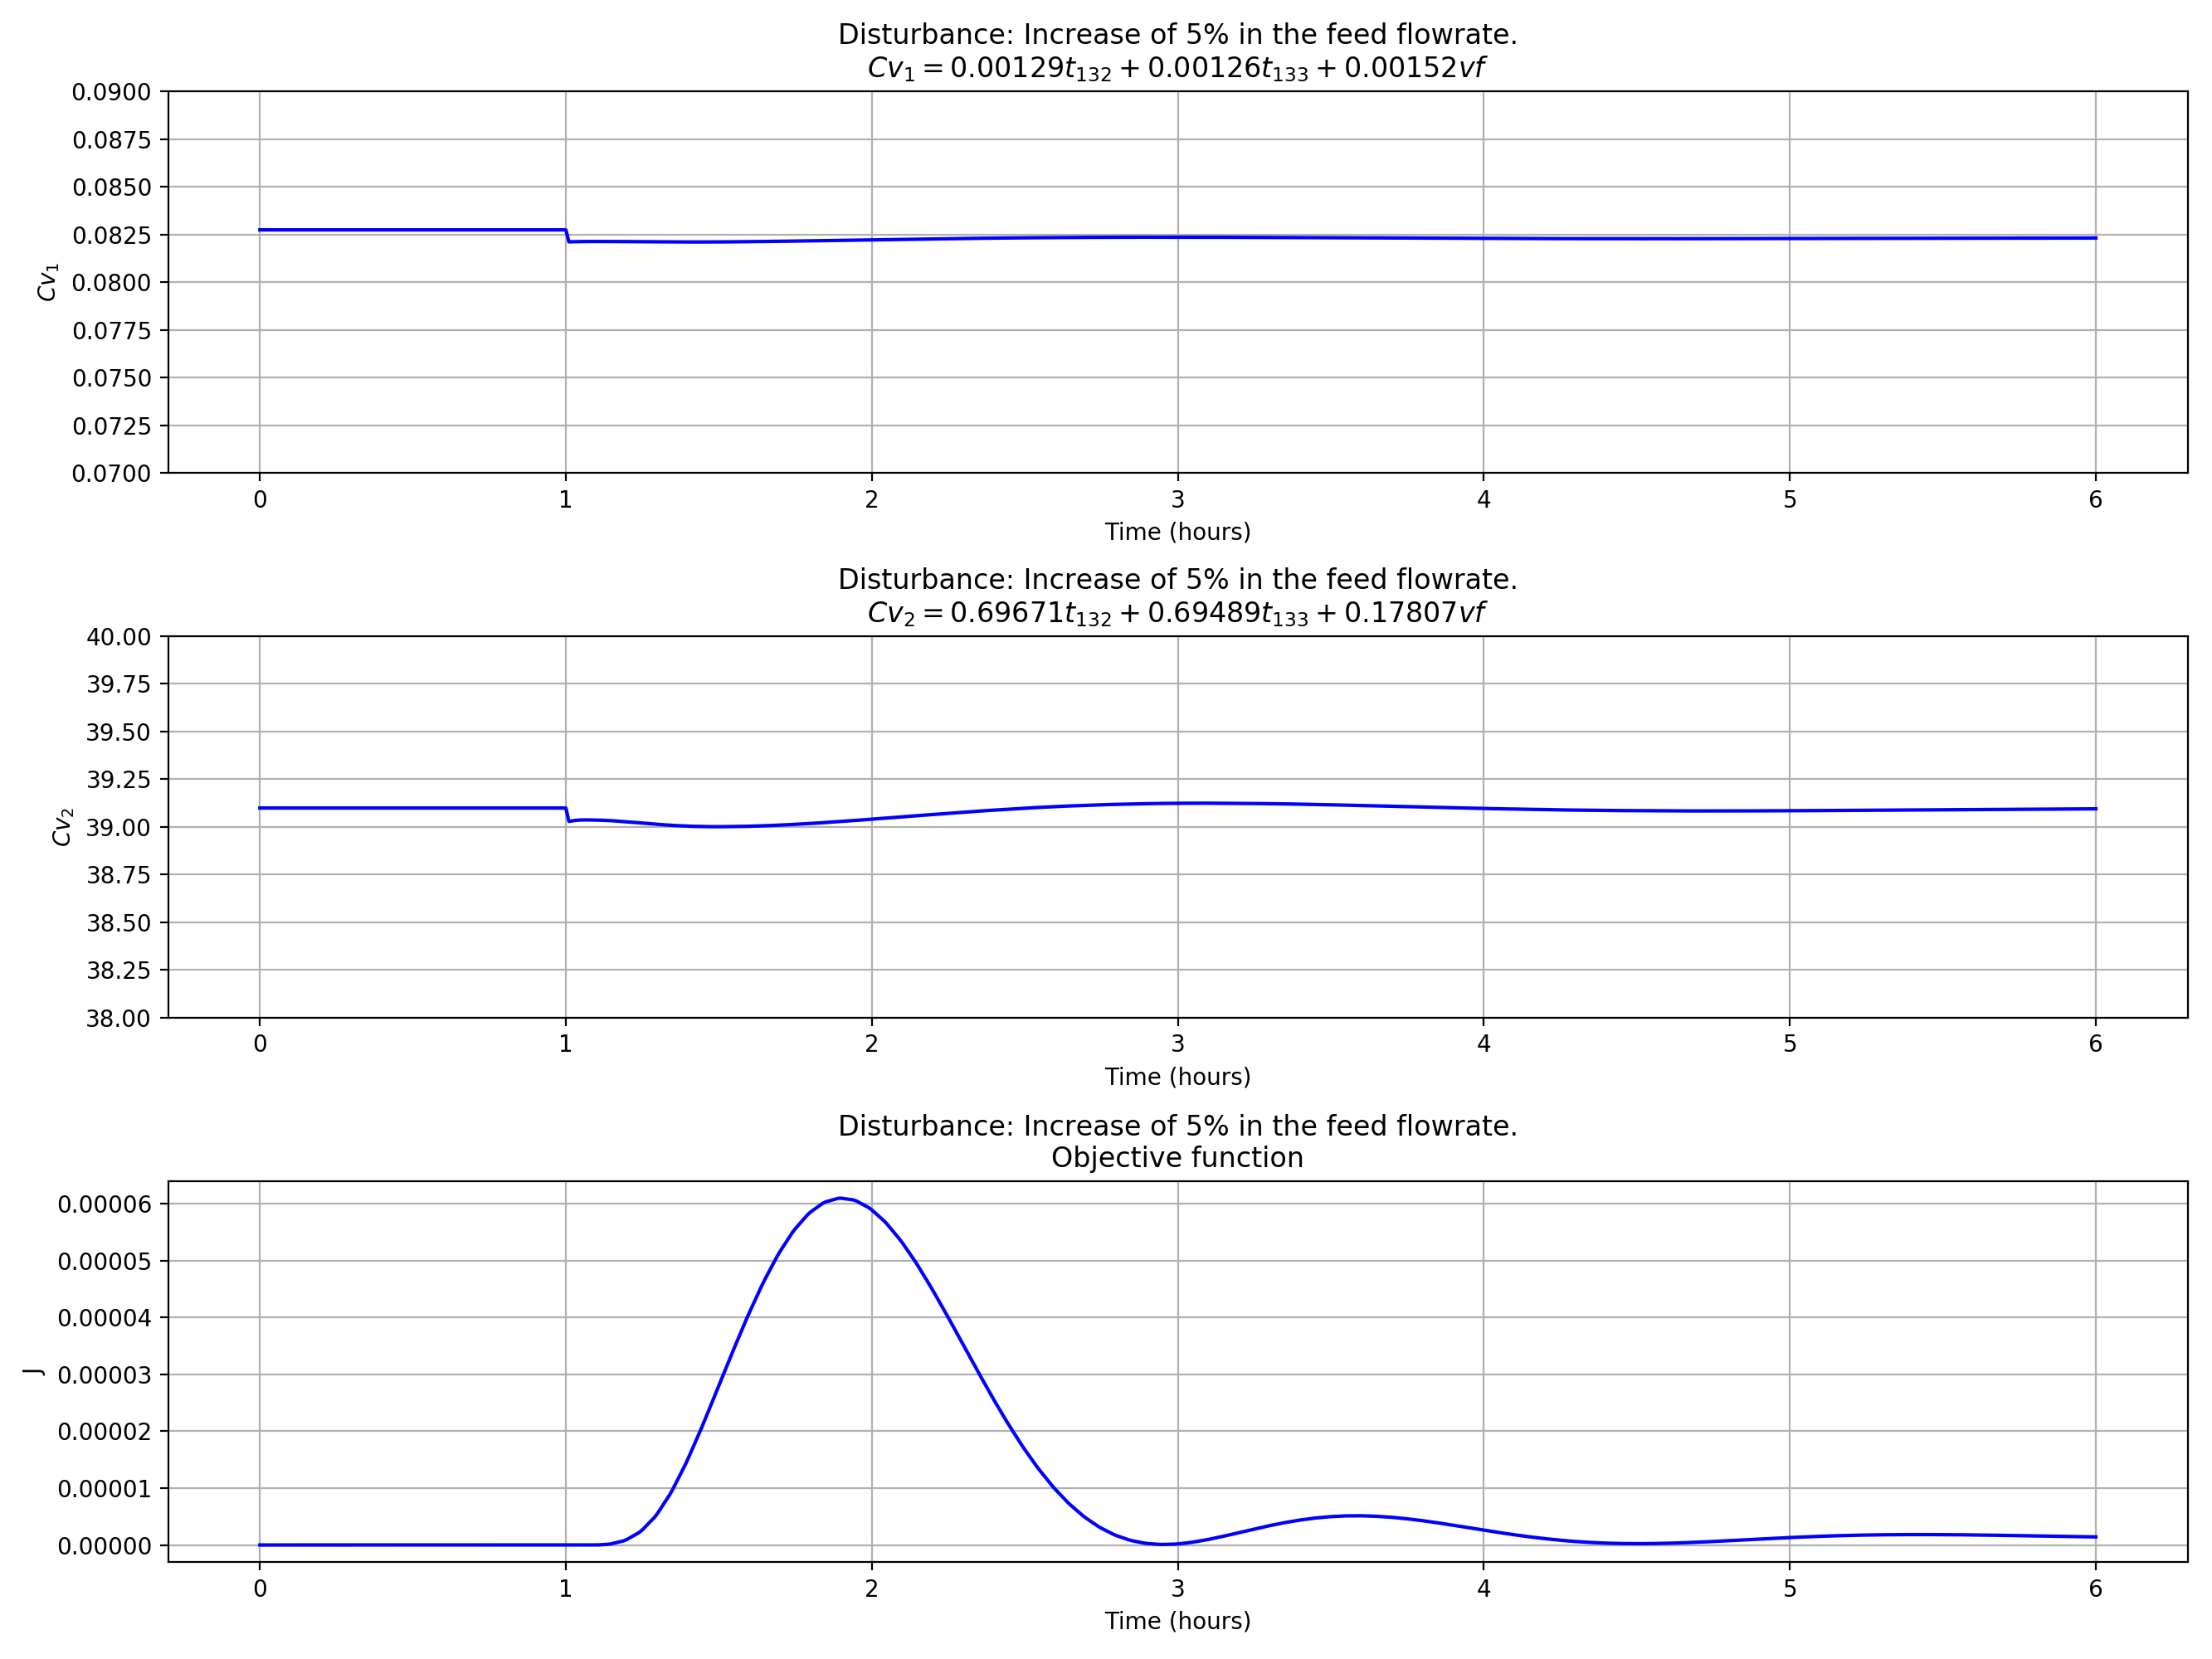 Disturbance: Increase of 5% in the feed flowrate.
Cv₁ = 0.00129t₁₃₂ + 0.00126t₁₃₃ + 0.00152vf
0.0900
0.0875
0.0850
0.0825
0.0800
0.0775
0.0750
0.0725
0.0700
Cv₁
0 1 2 3 4 5 6
Time (hours)
Disturbance: Increase of 5% in the feed flowrate.
Cv₂ = 0.69671t₁₃₂ + 0.69489t₁₃₃ + 0.17807vf
40.00
39.75
39.50
39.25
39.00
38.75
38.50
38.25
38.00
Cv₂
0 1 2 3 4 5 6
Time (hours)
Disturbance: Increase of 5% in the feed flowrate.
Objective function
0.00006
0.00005
0.00004
0.00003
0.00002
0.00001
0.00000
J
0 1 2 3 4 5 6
Time (hours)